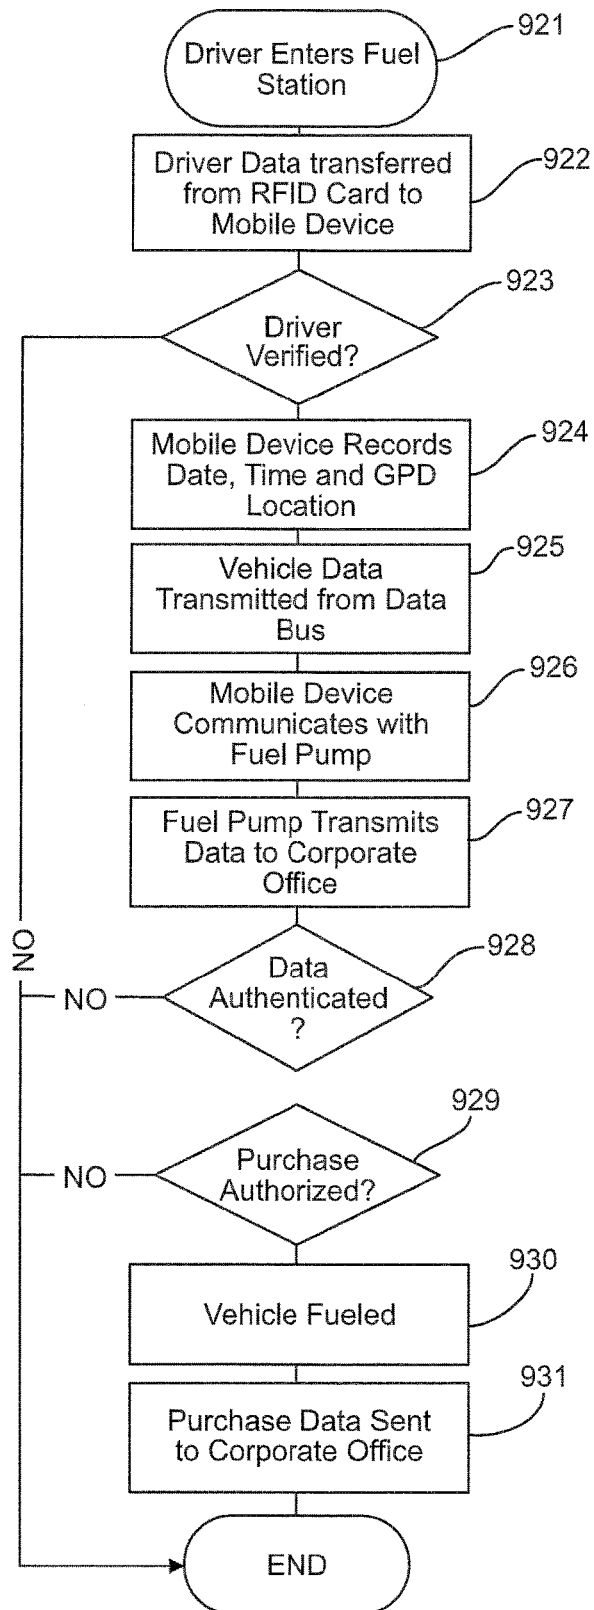 Driver Enters Fuel
Station
921
Driver Data transferred
from RFID Card to
Mobile Device
922
Driver
Verified?
923
Mobile Device Records
Date, Time and GPD
Location
924
Vehicle Data
Transmitted from Data
Bus
925
Mobile Device
Communicates with
Fuel Pump
926
Fuel Pump Transmits
Data to Corporate
Office
927
NO
Data
Authenticated
?
928
NO
Purchase
Authorized?
929
NO
Vehicle Fueled
930
Purchase Data Sent
to Corporate Office
931
END